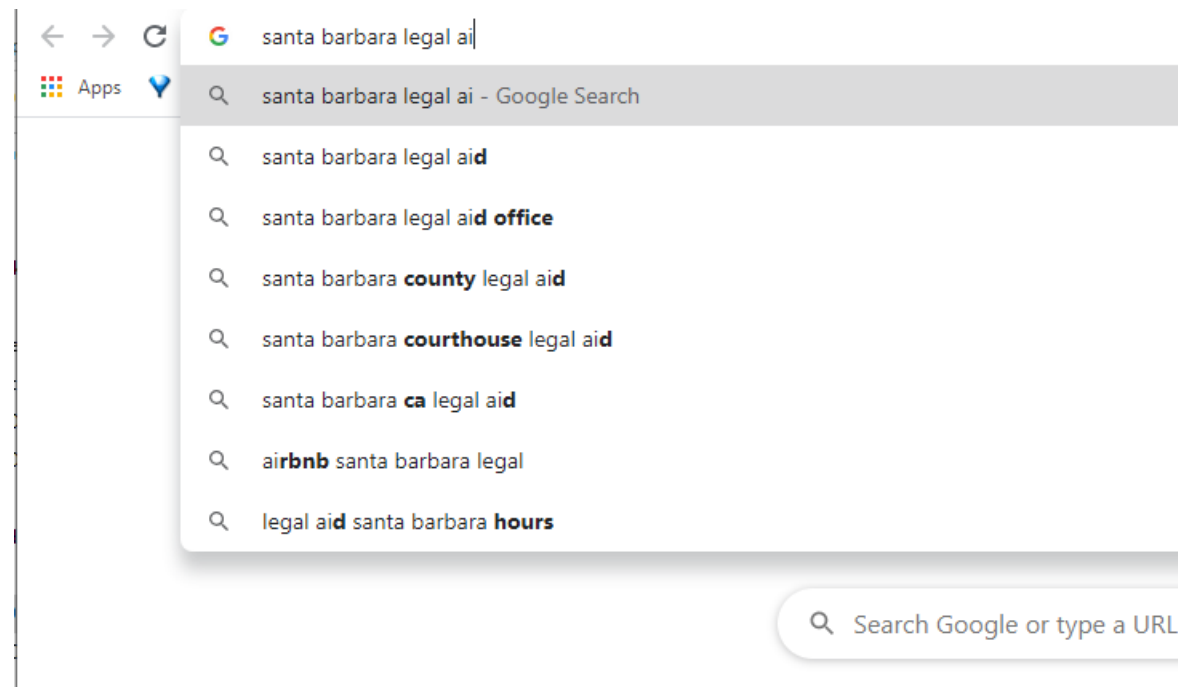 santa barbara legal ai
Apps
santa barbara legal ai - Google Search
santa barbara legal aid
santa barbara legal aid office
santa barbara county legal aid
santa barbara courthouse legal aid
santa barbara ca legal aid
airbnb santa barbara legal
legal aid santa barbara hours
Search Google or type a URL